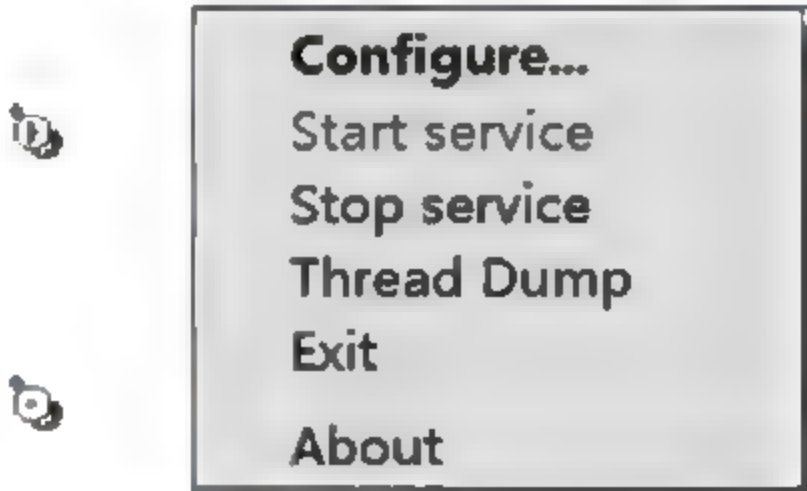 Configure...
Start service
Stop service
Thread Dump
Exit
About